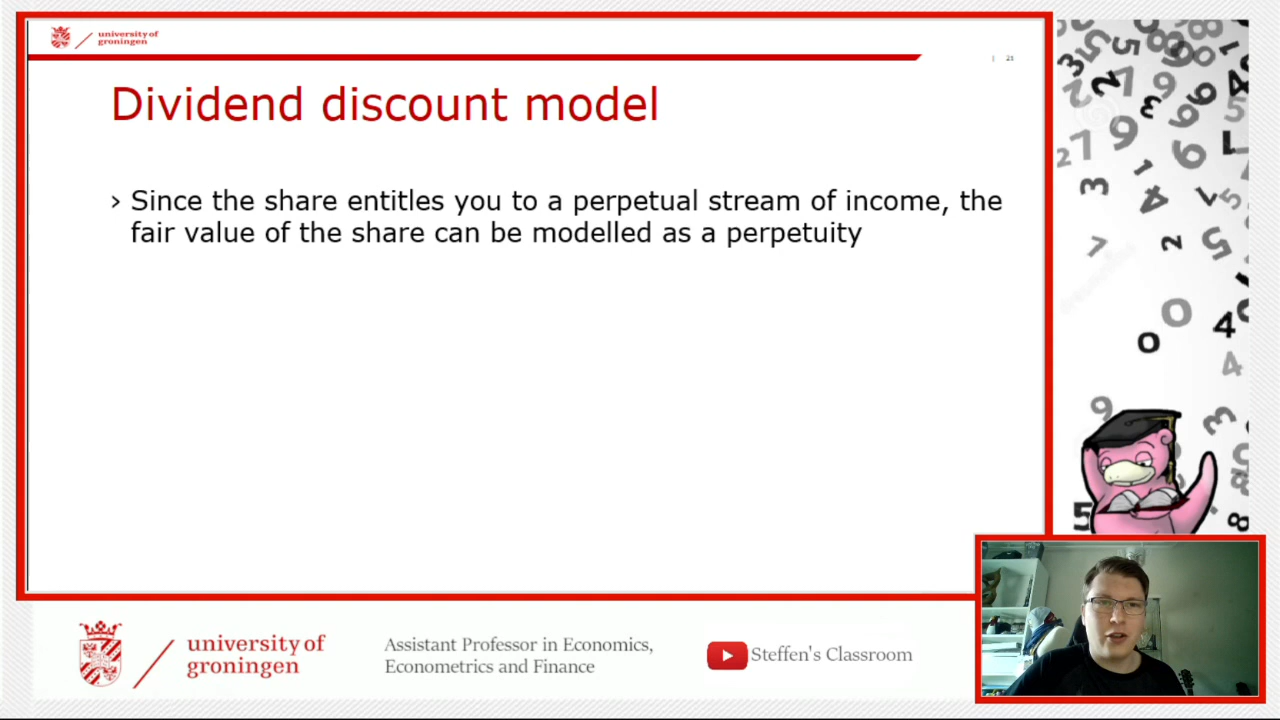 university of
groningen
| 21
Dividend discount model
› Since the share entitles you to a perpetual stream of income, the
fair value of the share can be modelled as a perpetuity
university of
groningen
Assistant Professor in Economics,
Econometrics and Finance
Steffen's Classroom